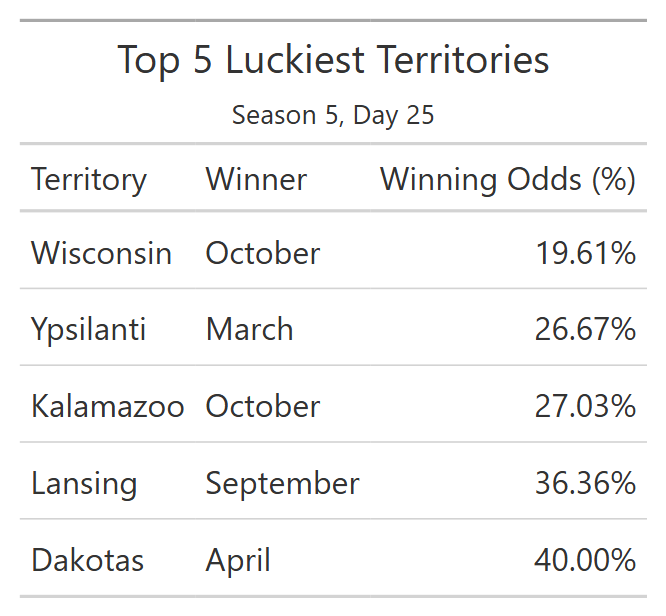 Top 5 Luckiest Territories
Season 5, Day 25
Territory Winner Winning Odds (%)
Wisconsin October 19.61%
Ypsilanti March 26.67%
Kalamazoo October 27.03%
Lansing September 36.36%
Dakotas April 40.00%